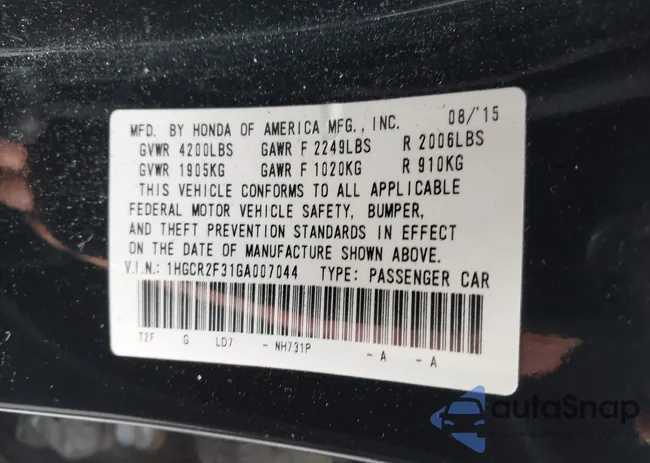 MFD. BY HONDA OF AMERICA MFG., INC. 08/'15
GVWR 4200LBS GAWR F 2249LBS R 2006LBS
GVWR 1905KG GAWR F 1020KG R 910KG
THIS VEHICLE CONFORMS TO ALL APPLICABLE
FEDERAL MOTOR VEHICLE SAFETY, BUMPER,
AND THEFT PREVENTION STANDARDS IN EFFECT
ON THE DATE OF MANUFACTURE SHOWN ABOVE.
V.I.N.: 1HGCR2F31GA007044 TYPE: PASSENGER CAR
T2F G LD7 - NH731P - A - A
autoSnap